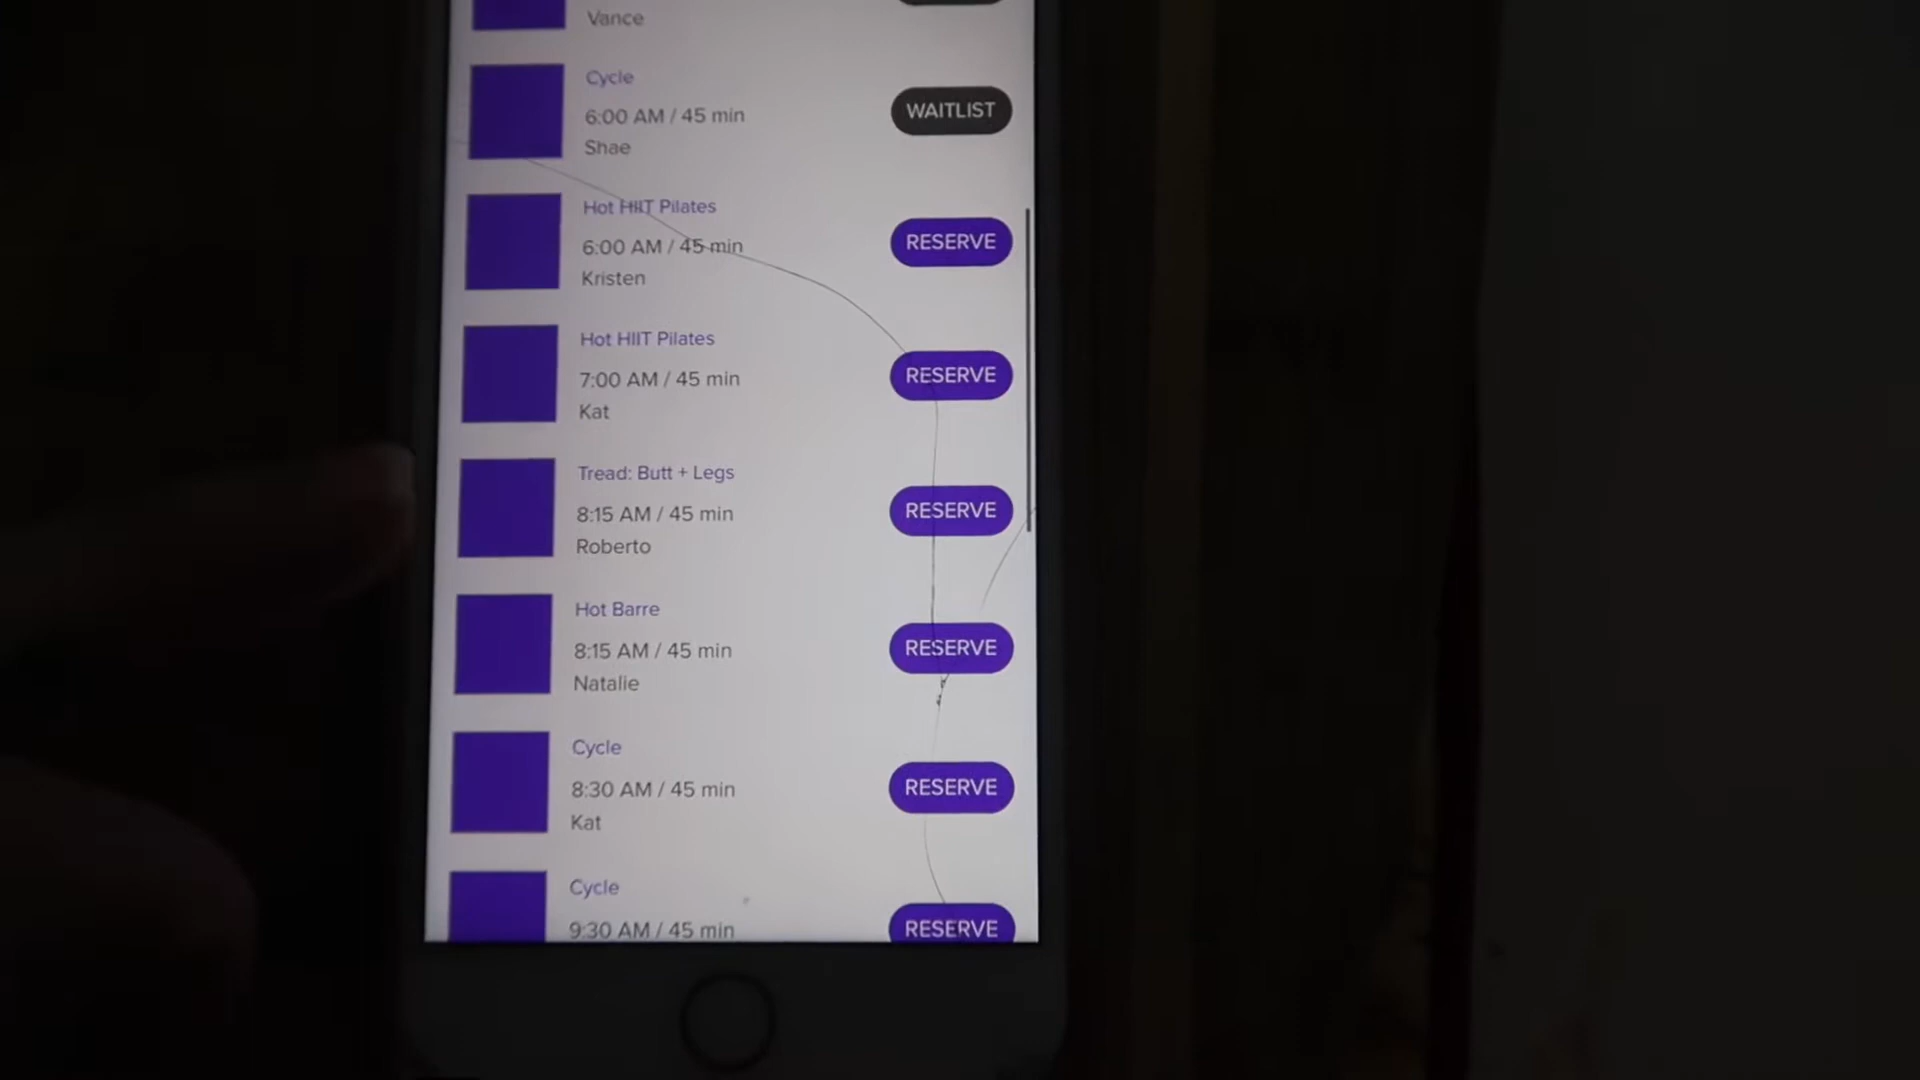 Vance
Cycle
6:00 AM / 45 min
WAITLIST
Shae
Hot HIIT Pilates
6:00 AM / 45 min
RESERVE
Kristen
Hot HIIT Pilates
7:00 AM / 45 min
RESERVE
Kat
Tread: Butt + Legs
8:15 AM / 45 min
RESERVE
Roberto
Hot Barre
8:15 AM / 45 min
RESERVE
Natalie
Cycle
8:30 AM / 45 min
RESERVE
Kat
Cycle
9:30 AM / 45 min
RESERVE